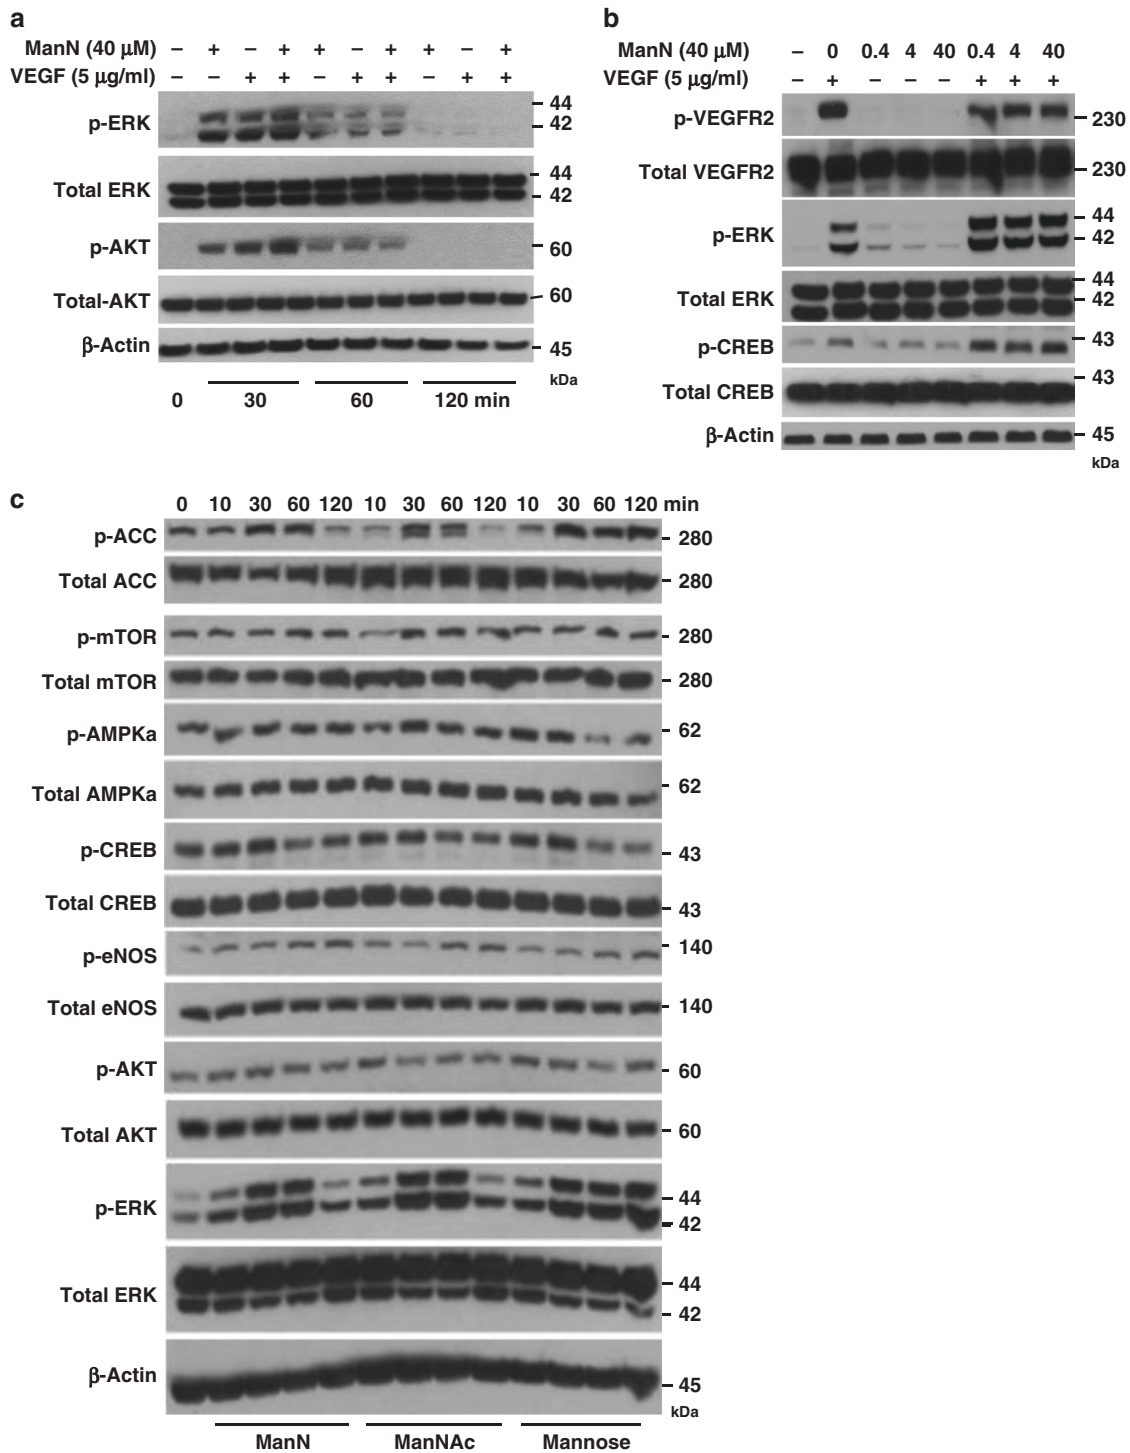 a
ManN (40 μM) – + – + + – + + – +
VEGF (5 μg/ml) – – + + – + + – + +
p-ERK
44
42
Total ERK
44
42
p-AKT
60
Total-AKT
60
β-Actin
45
kDa
0 30 60 120 min
b
ManN (40 μM) – 0 0.4 4 40 0.4 4 40
VEGF (5 μg/ml) – + – – – + + +
p-VEGFR2
230
Total VEGFR2
230
p-ERK
44
42
Total ERK
44
42
p-CREB
43
Total CREB
43
β-Actin
45
kDa
c
0 10 30 60 120 10 30 60 120 10 30 60 120 min
p-ACC
280
Total ACC
280
p-mTOR
280
Total mTOR
280
p-AMPKa
62
Total AMPKa
62
p-CREB
43
Total CREB
43
p-eNOS
140
Total eNOS
140
p-AKT
60
Total AKT
60
p-ERK
44
42
Total ERK
44
42
β-Actin
45
kDa
ManN ManNAc Mannose